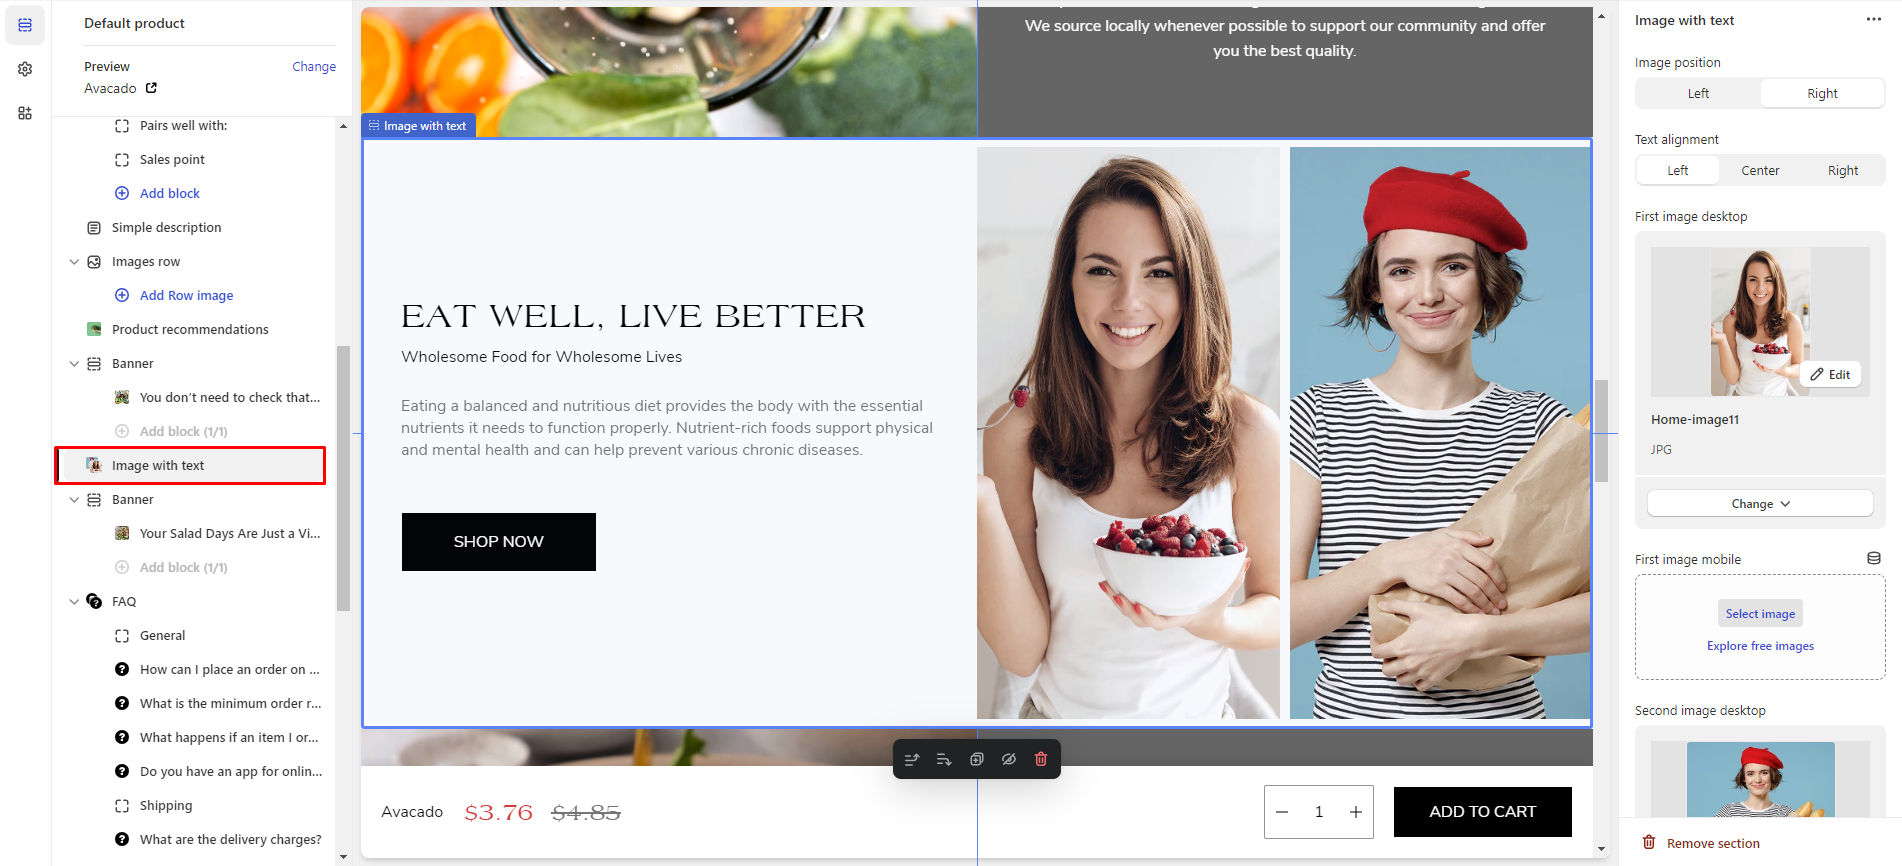 Default product
Preview
Change
Avacado
Pairs well with:
Sales point
Add block
Simple description
Images row
Add Row image
Product recommendations
Banner
You don't need to check that...
Add block (1/1)
Image with text
Banner
Your Salad Days Are Just a Vi...
Add block (1/1)
FAQ
General
How can I place an order on ...
What is the minimum order r...
What happens if an item I or...
Do you have an app for onlin...
Shipping
What are the delivery charges?
We source locally whenever possible to support our community and offer
you the best quality.
Image with text
EAT WELL, LIVE BETTER
Wholesome Food for Wholesome Lives
Eating a balanced and nutritious diet provides the body with the essential
nutrients it needs to function properly. Nutrient-rich foods support physical
and mental health and can help prevent various chronic diseases.
SHOP NOW
Avacado $3.76 $4.85
1
ADD TO CART
Image with text
Image position
Left Right
Text alignment
Left Center Right
First image desktop
Edit
Home-image11
JPG
Change
First image mobile
Select image
Explore free images
Second image desktop
Remove section